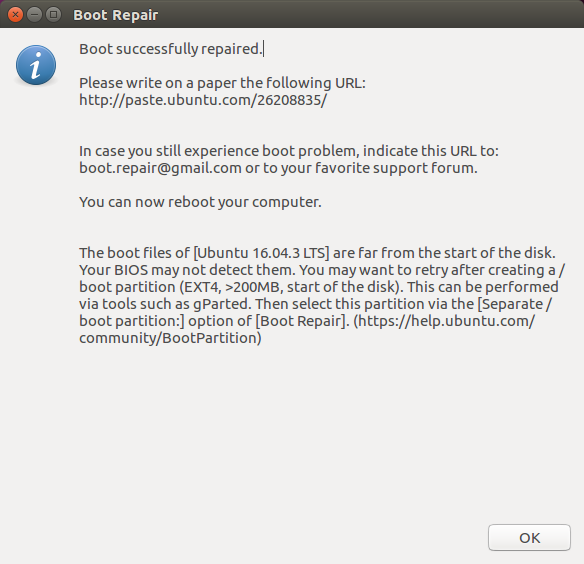 Boot Repair
Boot successfully repaired.
Please write on a paper the following URL:
http://paste.ubuntu.com/26208835/
In case you still experience boot problem, indicate this URL to:
boot.repair@gmail.com or to your favorite support forum.
You can now reboot your computer.
The boot files of [Ubuntu 16.04.3 LTS] are far from the start of the disk.
Your BIOS may not detect them. You may want to retry after creating a /
boot partition (EXT4, >200MB, start of the disk). This can be performed
via tools such as gParted. Then select this partition via the [Separate /
boot partition:] option of [Boot Repair]. (https://help.ubuntu.com/
community/BootPartition)
OK